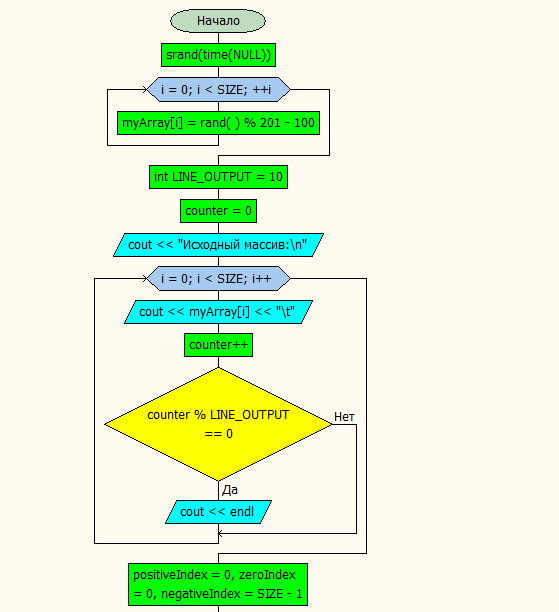 Начало
srand(time(NULL))
i = 0; i < SIZE; ++i
myArray[i] = rand( ) % 201 - 100
int LINE_OUTPUT = 10
counter = 0
cout << "Исходный массив:\n"
i = 0; i < SIZE; i++
cout << myArray[i] << "\t"
counter++
counter % LINE_OUTPUT
== 0
Нет
Да
cout << endl
positiveIndex = 0, zeroIndex
= 0, negativeIndex = SIZE - 1